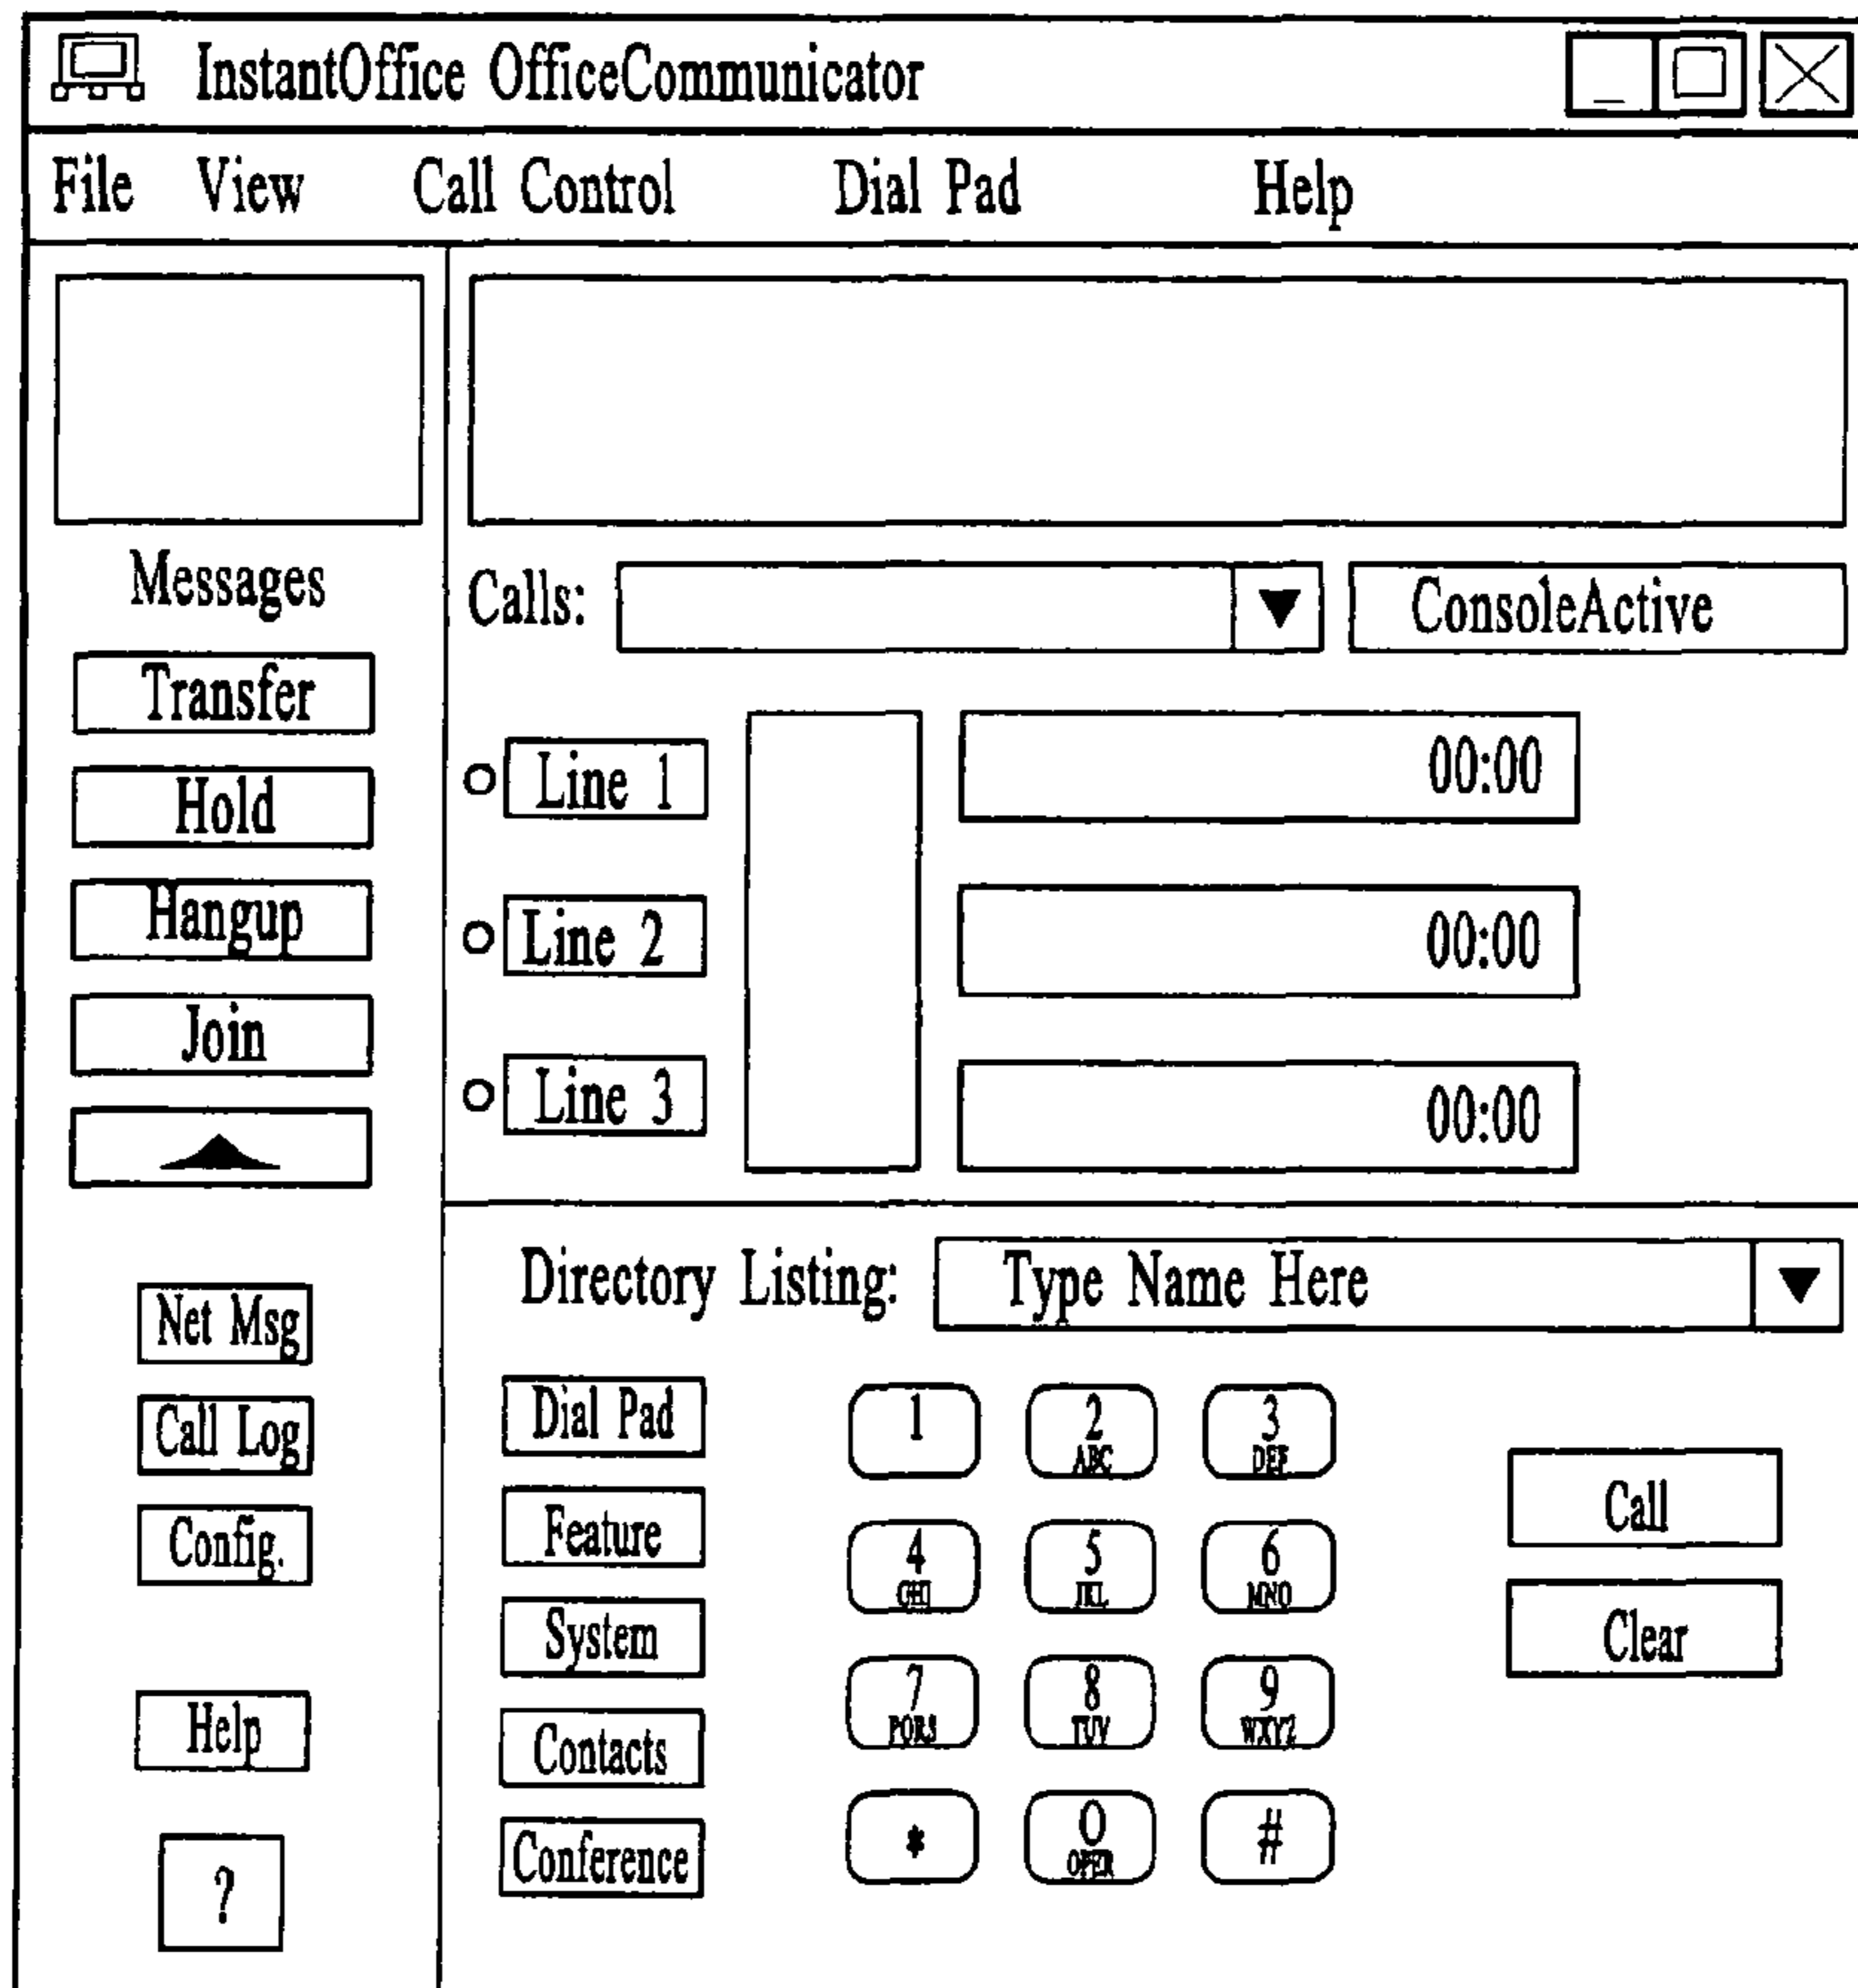 InstantOffice OfficeCommunicator
File View Call Control Dial Pad Help
Messages
Transfer
Hold
Hangup
Join
Net Msg
Call Log
Config.
Help
?
Calls: ConsoleActive
Line 1 00:00
Line 2 00:00
Line 3 00:00
Directory Listing: Type Name Here
Dial Pad
Feature
System
Contacts
Conference
1 2 3
ABC DEF
4 5 6
GHI JKL MNO
7 8 9
PQRS TUV WXYZ
* 0 #
OPER
Call
Clear